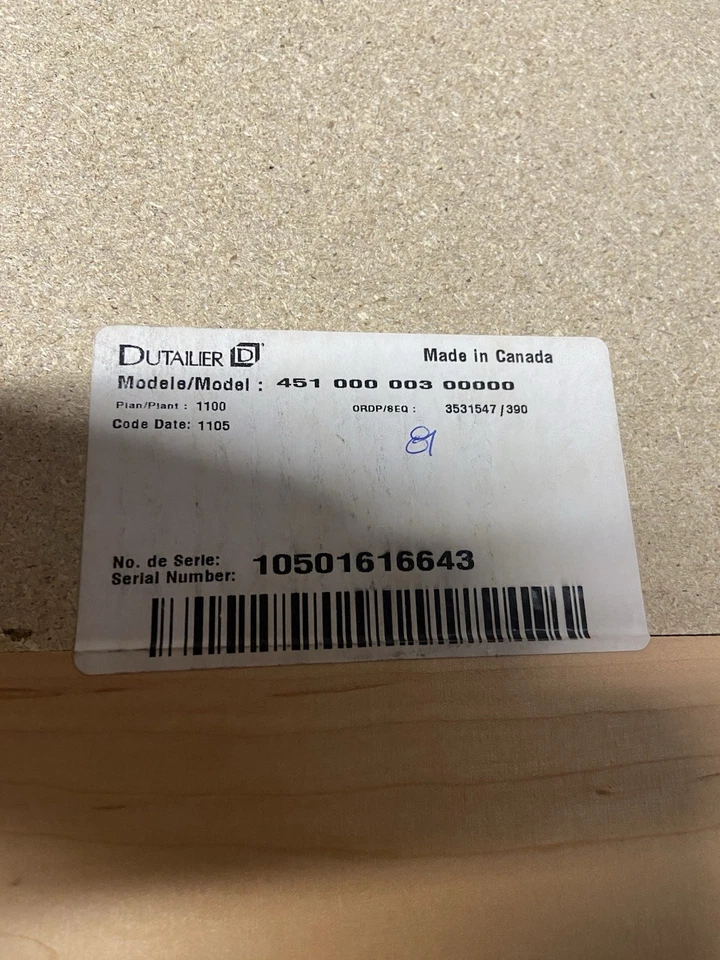 DUTAILIER D
Made in Canada
Modele/Model : 451 000 003 00000
Plan/Plant : 1100
ORDP/SEQ : 3531547 / 390
Code Date: 1105
No. de Serie:
Serial Number: 10501616643